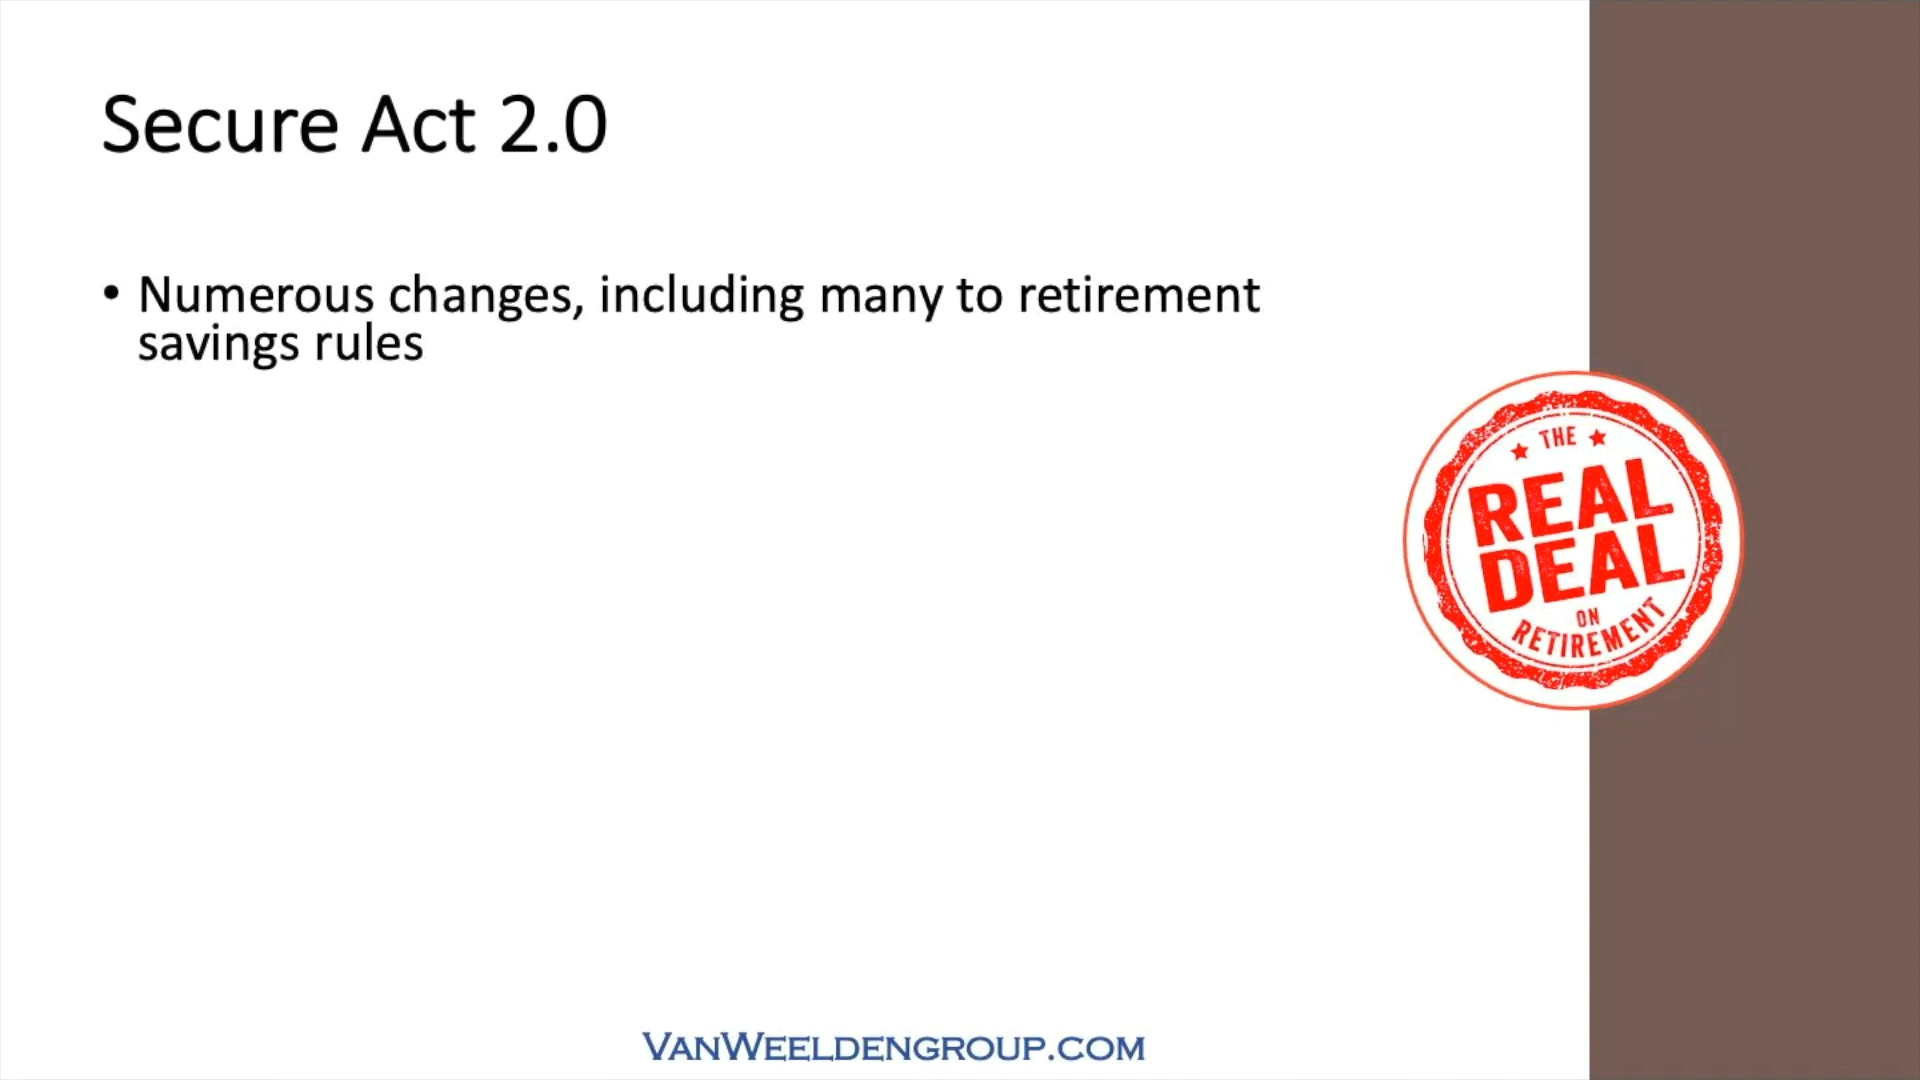 Secure Act 2.0
• Numerous changes, including many to retirement
savings rules
THE
REAL
DEAL
ON
RETIREMENT
VANWEELDENGROUP.COM